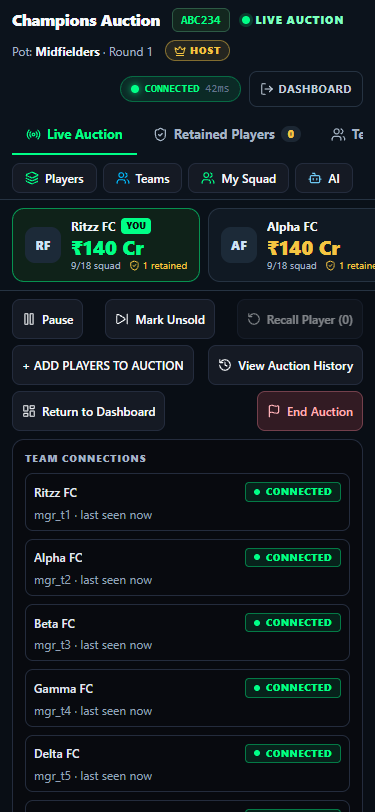 Champions Auction ABC234 LIVE AUCTION
Pot: Midfielders · Round 1 HOST
CONNECTED 42ms DASHBOARD
Live Auction Retained Players 0 Te
Players Teams My Squad AI
RF Ritzz FC YOU
₹140 Cr
9/18 squad 1 retained
AF Alpha FC
₹140 Cr
9/18 squad 1 retaine
Pause Mark Unsold Recall Player (0)
+ ADD PLAYERS TO AUCTION View Auction History
Return to Dashboard End Auction
TEAM CONNECTIONS
Ritzz FC CONNECTED
mgr_t1 · last seen now
Alpha FC CONNECTED
mgr_t2 · last seen now
Beta FC CONNECTED
mgr_t3 · last seen now
Gamma FC CONNECTED
mgr_t4 · last seen now
Delta FC CONNECTED
mgr_t5 · last seen now